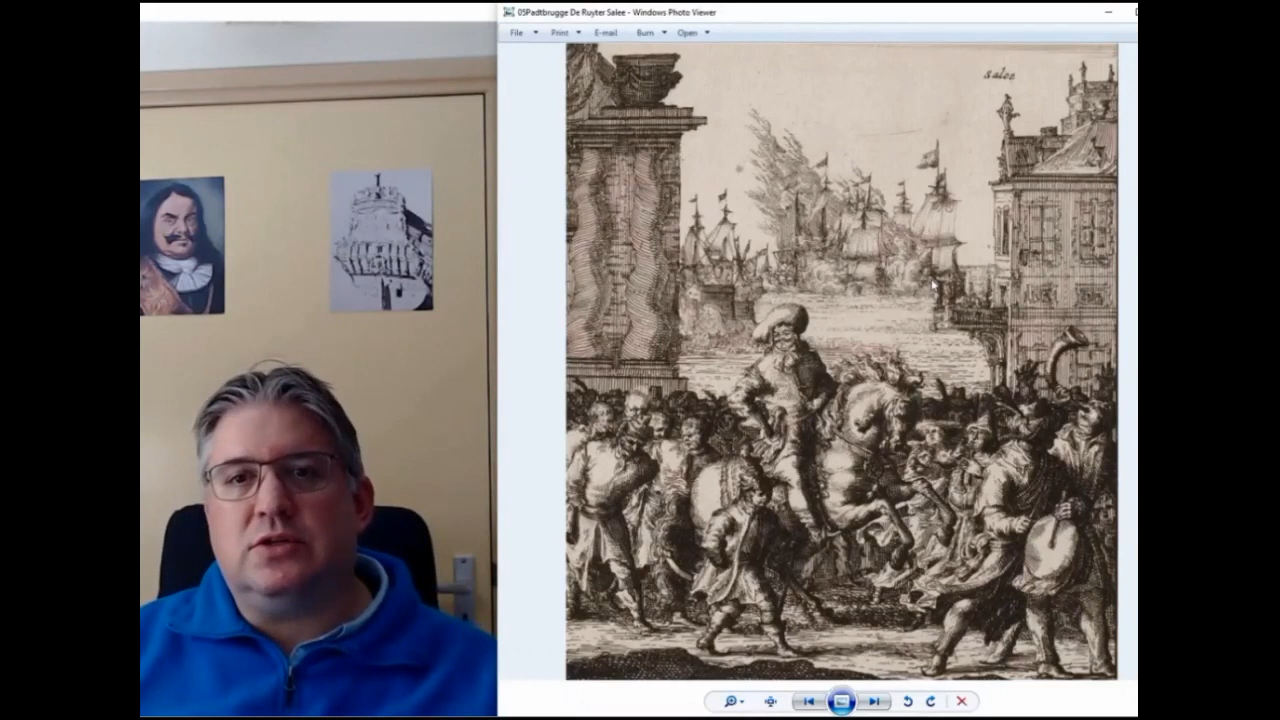 05Padtbrugge De Ruyter Salee - Windows Photo Viewer
File Print E-mail Burn Open
Salee